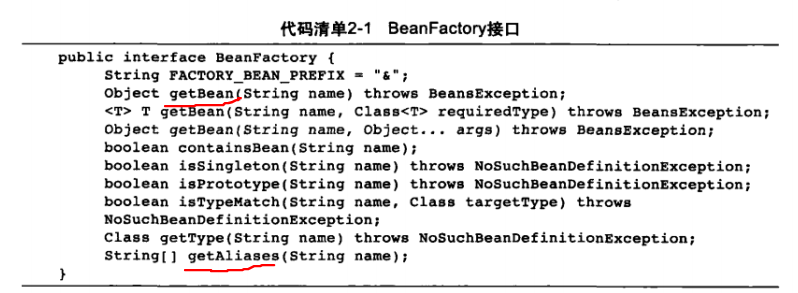 代码清单2-1 BeanFactory接口
public interface BeanFactory {
String FACTORY_BEAN_PREFIX = "&";
Object getBean(String name) throws BeansException;
<T> T getBean(String name, Class<T> requiredType) throws BeansException;
Object getBean(String name, Object... args) throws BeansException;
boolean containsBean(String name);
boolean isSingleton(String name) throws NoSuchBeanDefinitionException;
boolean isPrototype(String name) throws NoSuchBeanDefinitionException;
boolean isTypeMatch(String name, Class targetType) throws
NoSuchBeanDefinitionException;
Class getType(String name) throws NoSuchBeanDefinitionException;
String[] getAliases(String name);
}